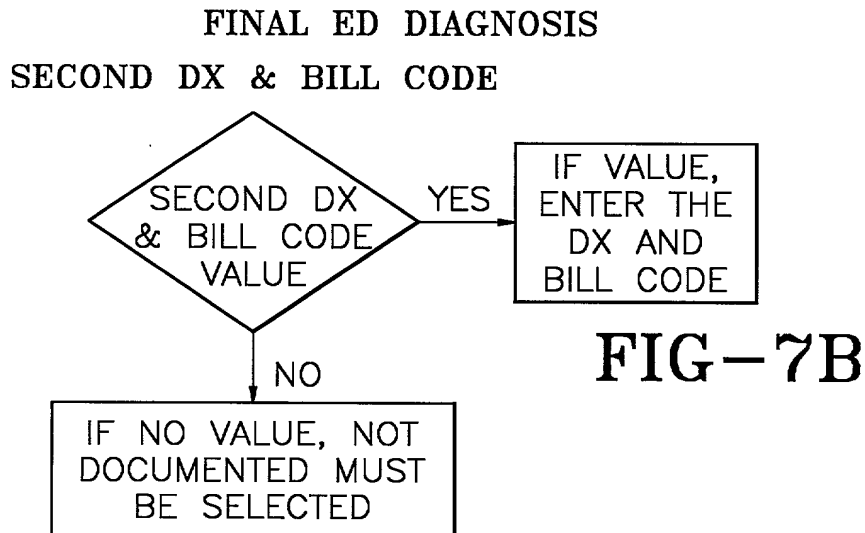 FINAL ED DIAGNOSIS
SECOND DX & BILL CODE
SECOND DX
& BILL CODE
VALUE
YES
IF VALUE,
ENTER THE
DX AND
BILL CODE
NO
IF NO VALUE, NOT
DOCUMENTED MUST
BE SELECTED
FIG-7B